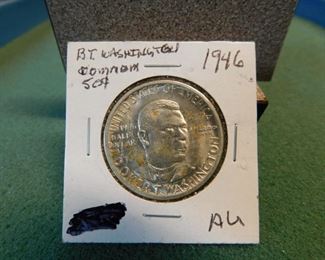 B.T. WASHINGTON
COMMEM
50¢
1946
UNITED STATES OF AMERICA
HALF
DOLLAR
BOOKER T. WASHINGTON
AU